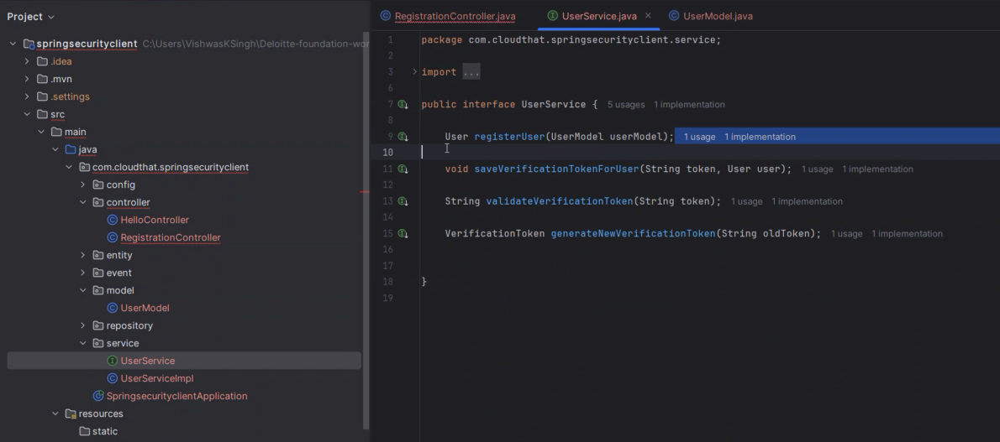 Project
springsecurityclient C:\Users\VishwasKSingh\Deloitte-foundation-wor
.idea
.mvn
.settings
src
main
java
com.cloudthat.springsecurityclient
config
controller
HelloController
RegistrationController
entity
event
model
UserModel
repository
service
UserService
UserServiceImpl
SpringsecurityclientApplication
resources
static
RegistrationController.java UserService.java × UserModel.java
1 package com.cloudthat.springsecurityclient.service;
2
3 import ...
6
7 public interface UserService { 5 usages 1 implementation
8
9 User registerUser(UserModel userModel); 1 usage 1 implementation
10
11 void saveVerificationTokenForUser(String token, User user); 1 usage 1 implementation
12
13 String validateVerificationToken(String token); 1 usage 1 implementation
14
15 VerificationToken generateNewVerificationToken(String oldToken); 1 usage 1 implementation
16
17
18 }
19